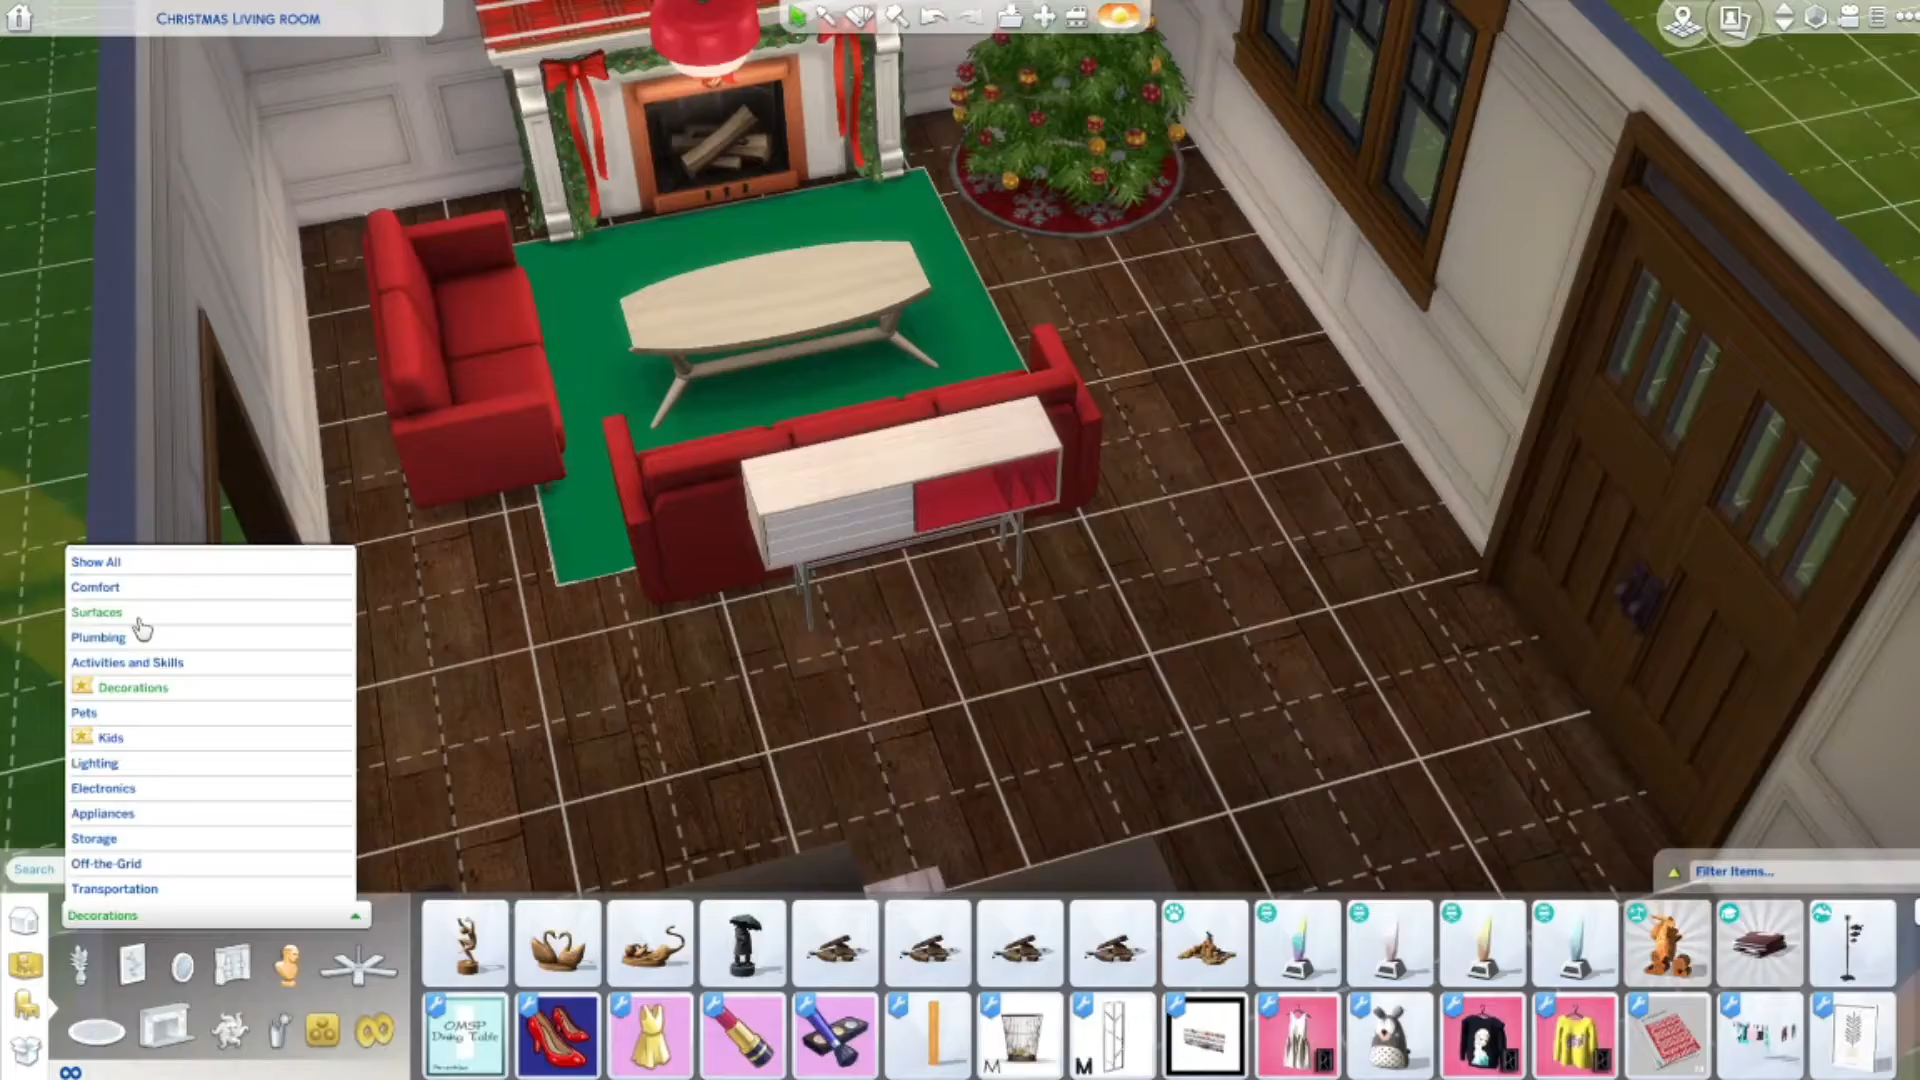 Christmas Living room
Show All
Comfort
Surfaces
Plumbing
Activities and Skills
Decorations
Pets
Kids
Lighting
Electronics
Appliances
Storage
Off-the-Grid
Transportation
Search
Decorations
Filter Items...
OMSP
Dining Table
M
M